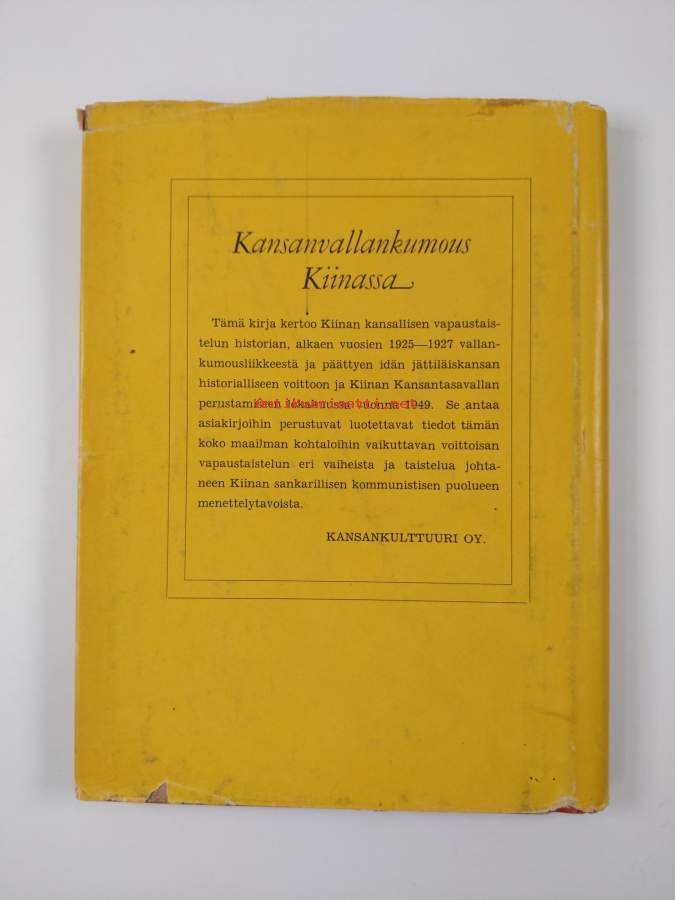 Kansanvallankumous
Kiinassa
Tämä kirja kertoo Kiinan kansallisen vapaustais-
telun historian, alkaen vuosien 1925—1927 vallan-
kumousliikkeestä ja päättyen idän jättiläiskansan
historialliseen voittoon ja Kiinan Kansantasavallan
perustamiseen lokakuussa vuonna 1949. Se antaa
asiakirjoihin perustuvat luotettavat tiedot tämän
koko maailman kohtaloihin vaikuttavan voittoisan
vapaustaistelun eri vaiheista ja taistelua johta-
neen Kiinan sankarillisen kommunistisen puolueen
menettelytavoista.
KANSANKULTTUURI OY.